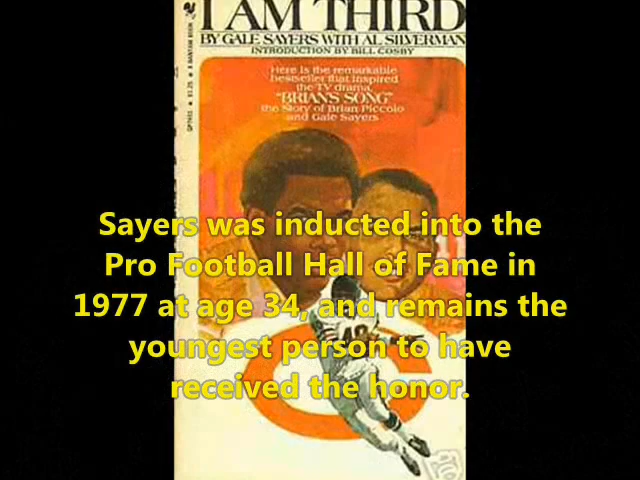 I AM THIRD
BY GALE SAYERS WITH AL SILVERMAN
INTRODUCTION BY BILL COSBY
Here is the remarkable
bestseller that inspired
the TV drama,
"BRIAN'S SONG"
the Story of Brian Piccolo
and Gale Sayers
Sayers was inducted into the
Pro Football Hall of Fame in
1977 at age 34, and remains the
youngest person to have
received the honor.